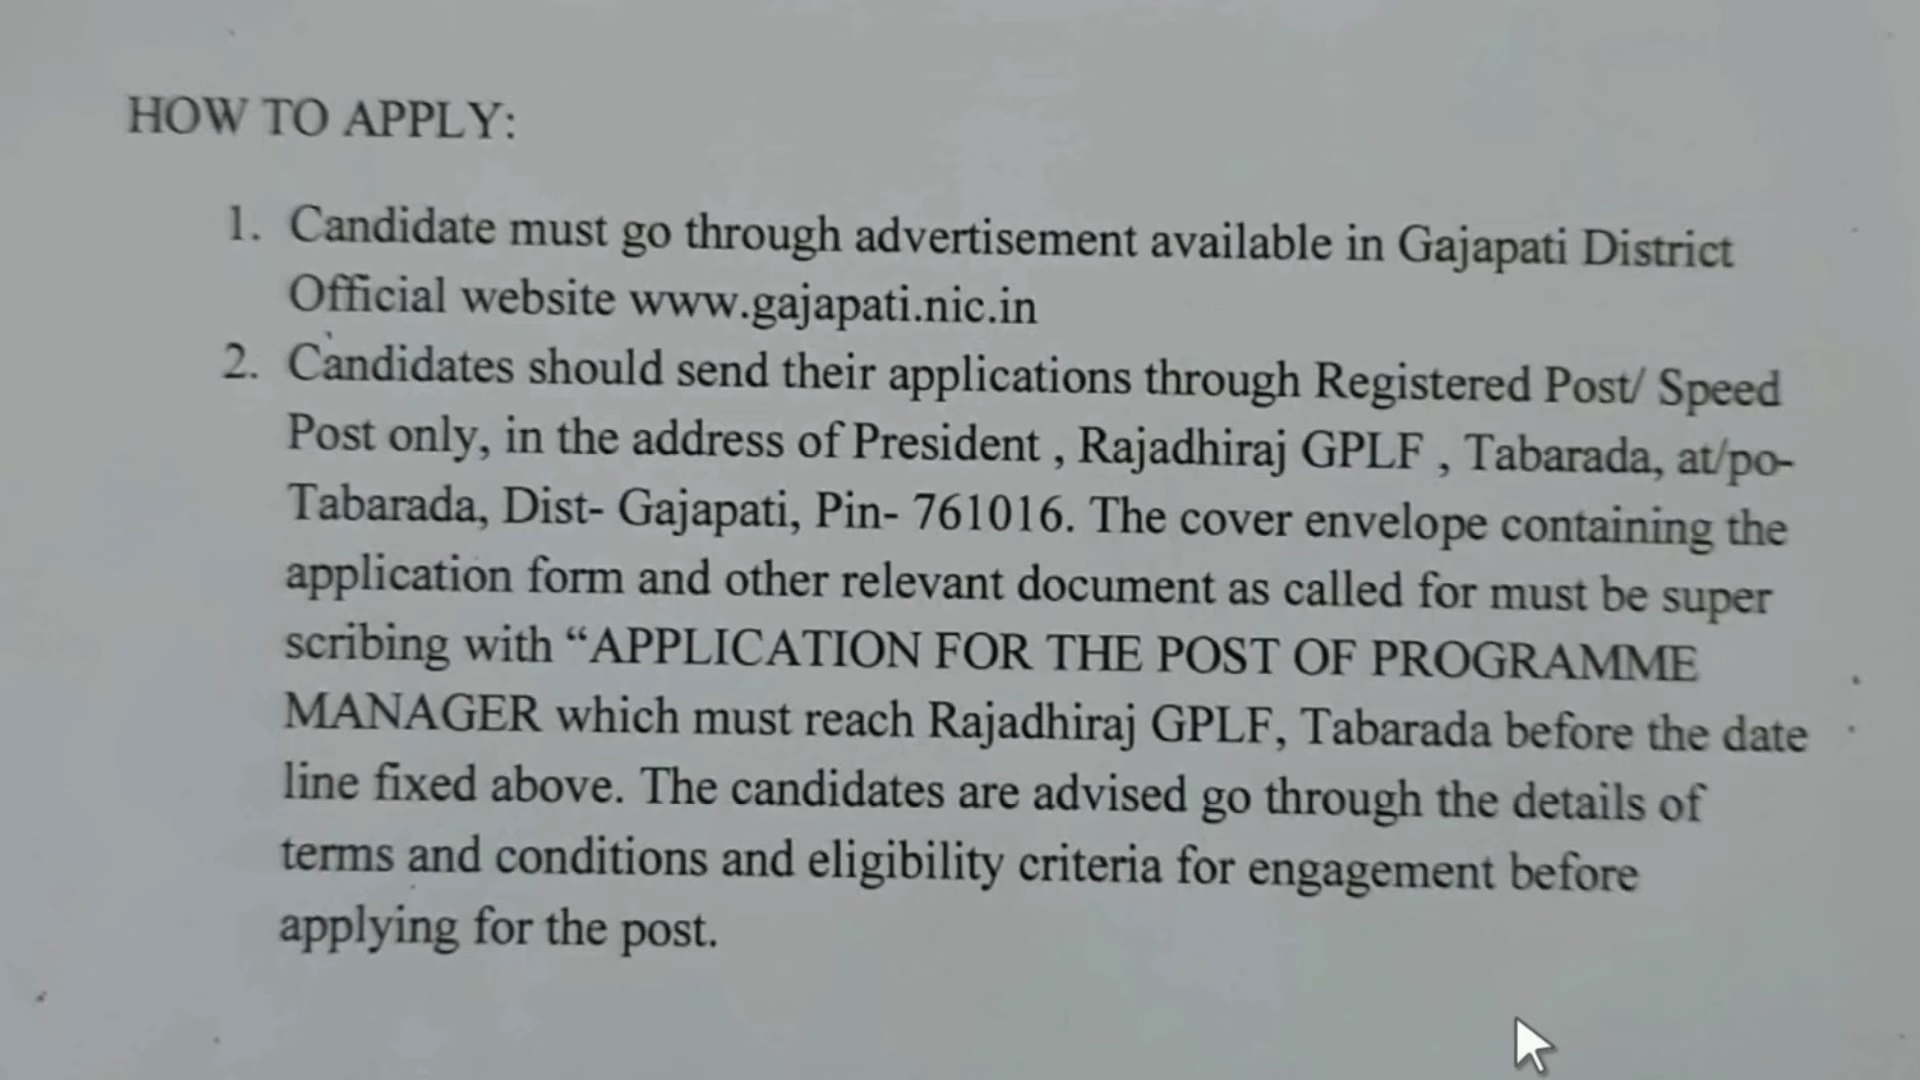 HOW TO APPLY:
1. Candidate must go through advertisement available in Gajapati District
Official website www.gajapati.nic.in
2. Candidates should send their applications through Registered Post/ Speed
Post only, in the address of President , Rajadhiraj GPLF , Tabarada, at/po-
Tabarada, Dist- Gajapati, Pin- 761016. The cover envelope containing the
application form and other relevant document as called for must be super
scribing with “APPLICATION FOR THE POST OF PROGRAMME
MANAGER which must reach Rajadhiraj GPLF, Tabarada before the date
line fixed above. The candidates are advised go through the details of
terms and conditions and eligibility criteria for engagement before
applying for the post.